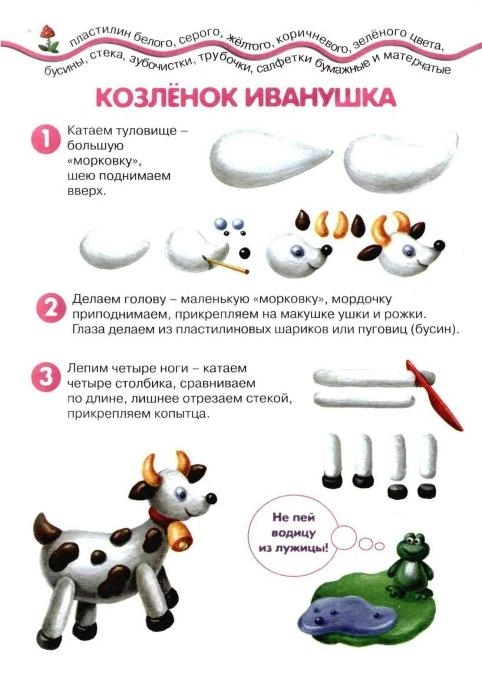 пластилин белого, серого, жёлтого, коричневого, зелёного цвета,
бусины, стека, зубочистки, трубочки, салфетки бумажные и матерчатые
КОЗЛЁНОК ИВАНУШКА
1 Катаем туловище –
большую
«морковку»,
шею поднимаем
вверх.
2 Делаем голову – маленькую «морковку», мордочку
приподнимаем, прикрепляем на макушке ушки и рожки.
Глаза делаем из пластилиновых шариков или пуговиц (бусин).
3 Лепим четыре ноги – катаем
четыре столбика, сравниваем
по длине, лишнее отрезаем стекой,
прикрепляем копытца.
Не пей
водицу
из лужицы!